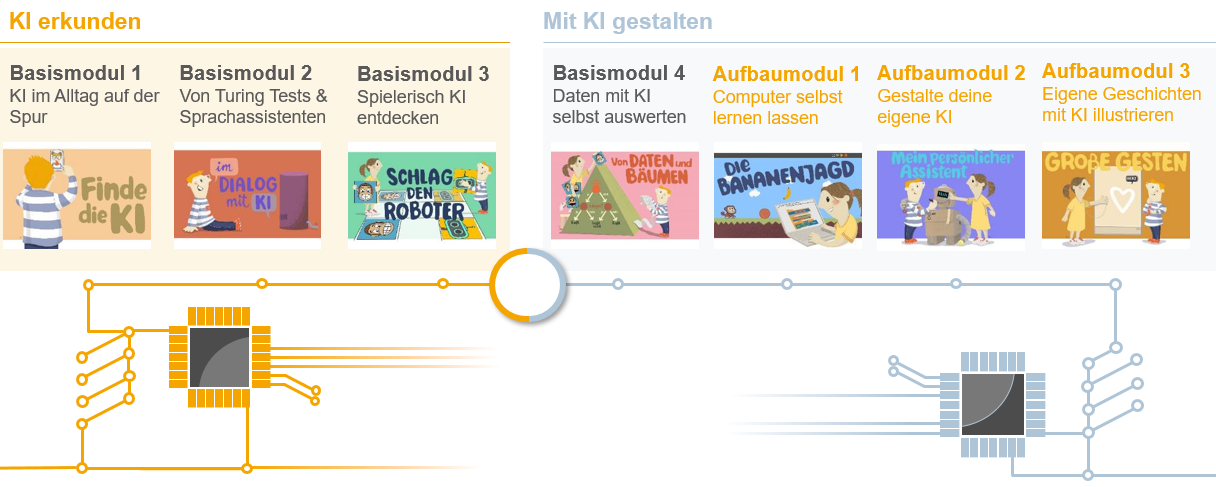 KI erkunden
Mit KI gestalten
Basismodul 1
KI im Alltag auf der
Spur
Basismodul 2
Von Turing Tests &
Sprachassistenten
Basismodul 3
Spielerisch KI
entdecken
Basismodul 4
Daten mit KI
selbst auswerten
Aufbaumodul 1
Computer selbst
lernen lassen
Aufbaumodul 2
Gestalte deine
eigene KI
Aufbaumodul 3
Eigene Geschichten
mit KI illustrieren
Finde
die KI
im
DIALOG
mit KI
SCHLAG
DEN
ROBOTER
Von DATEN und
BÄUMEN
DIE
BANANENJAGD
Mein persönlicher
Assistent
GROßE GESTEN